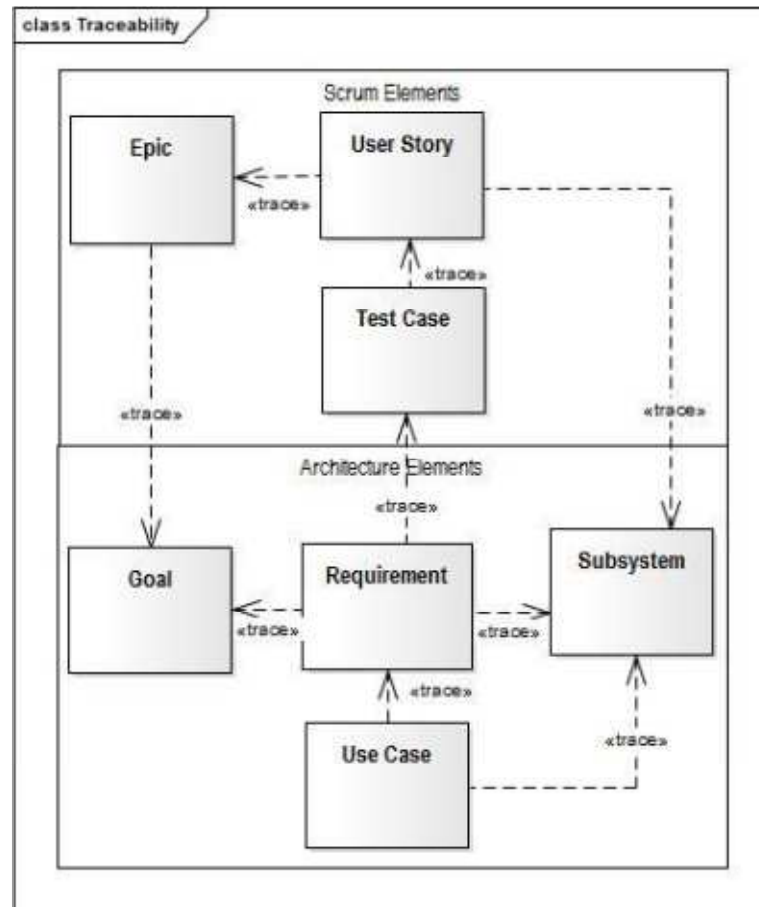 class Traceability
Scrum Elements
Epic
User Story
«trace»
«trace»
Test Case
«trace»
«trace»
Architecture Elements
«trace»
Goal
Requirement
Subsystem
«trace»
«trace»
«trace»
Use Case
«trace»